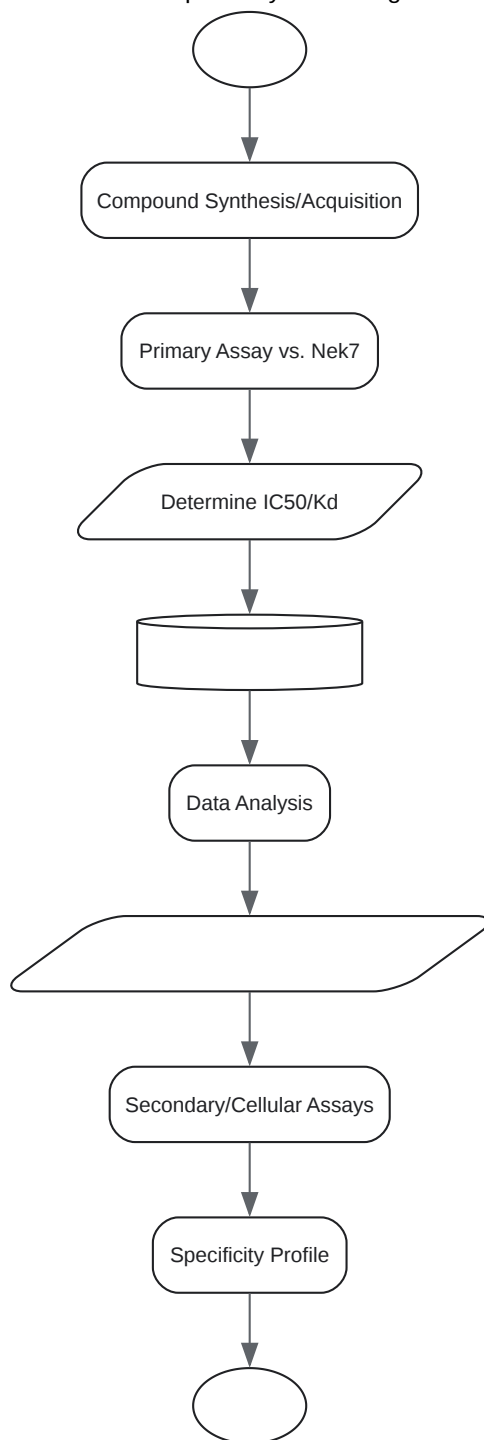 Compound Synthesis/Acquisition
Primary Assay vs. Nek7
Determine IC50/Kd
Data Analysis
Secondary/Cellular Assays
Specificity Profile